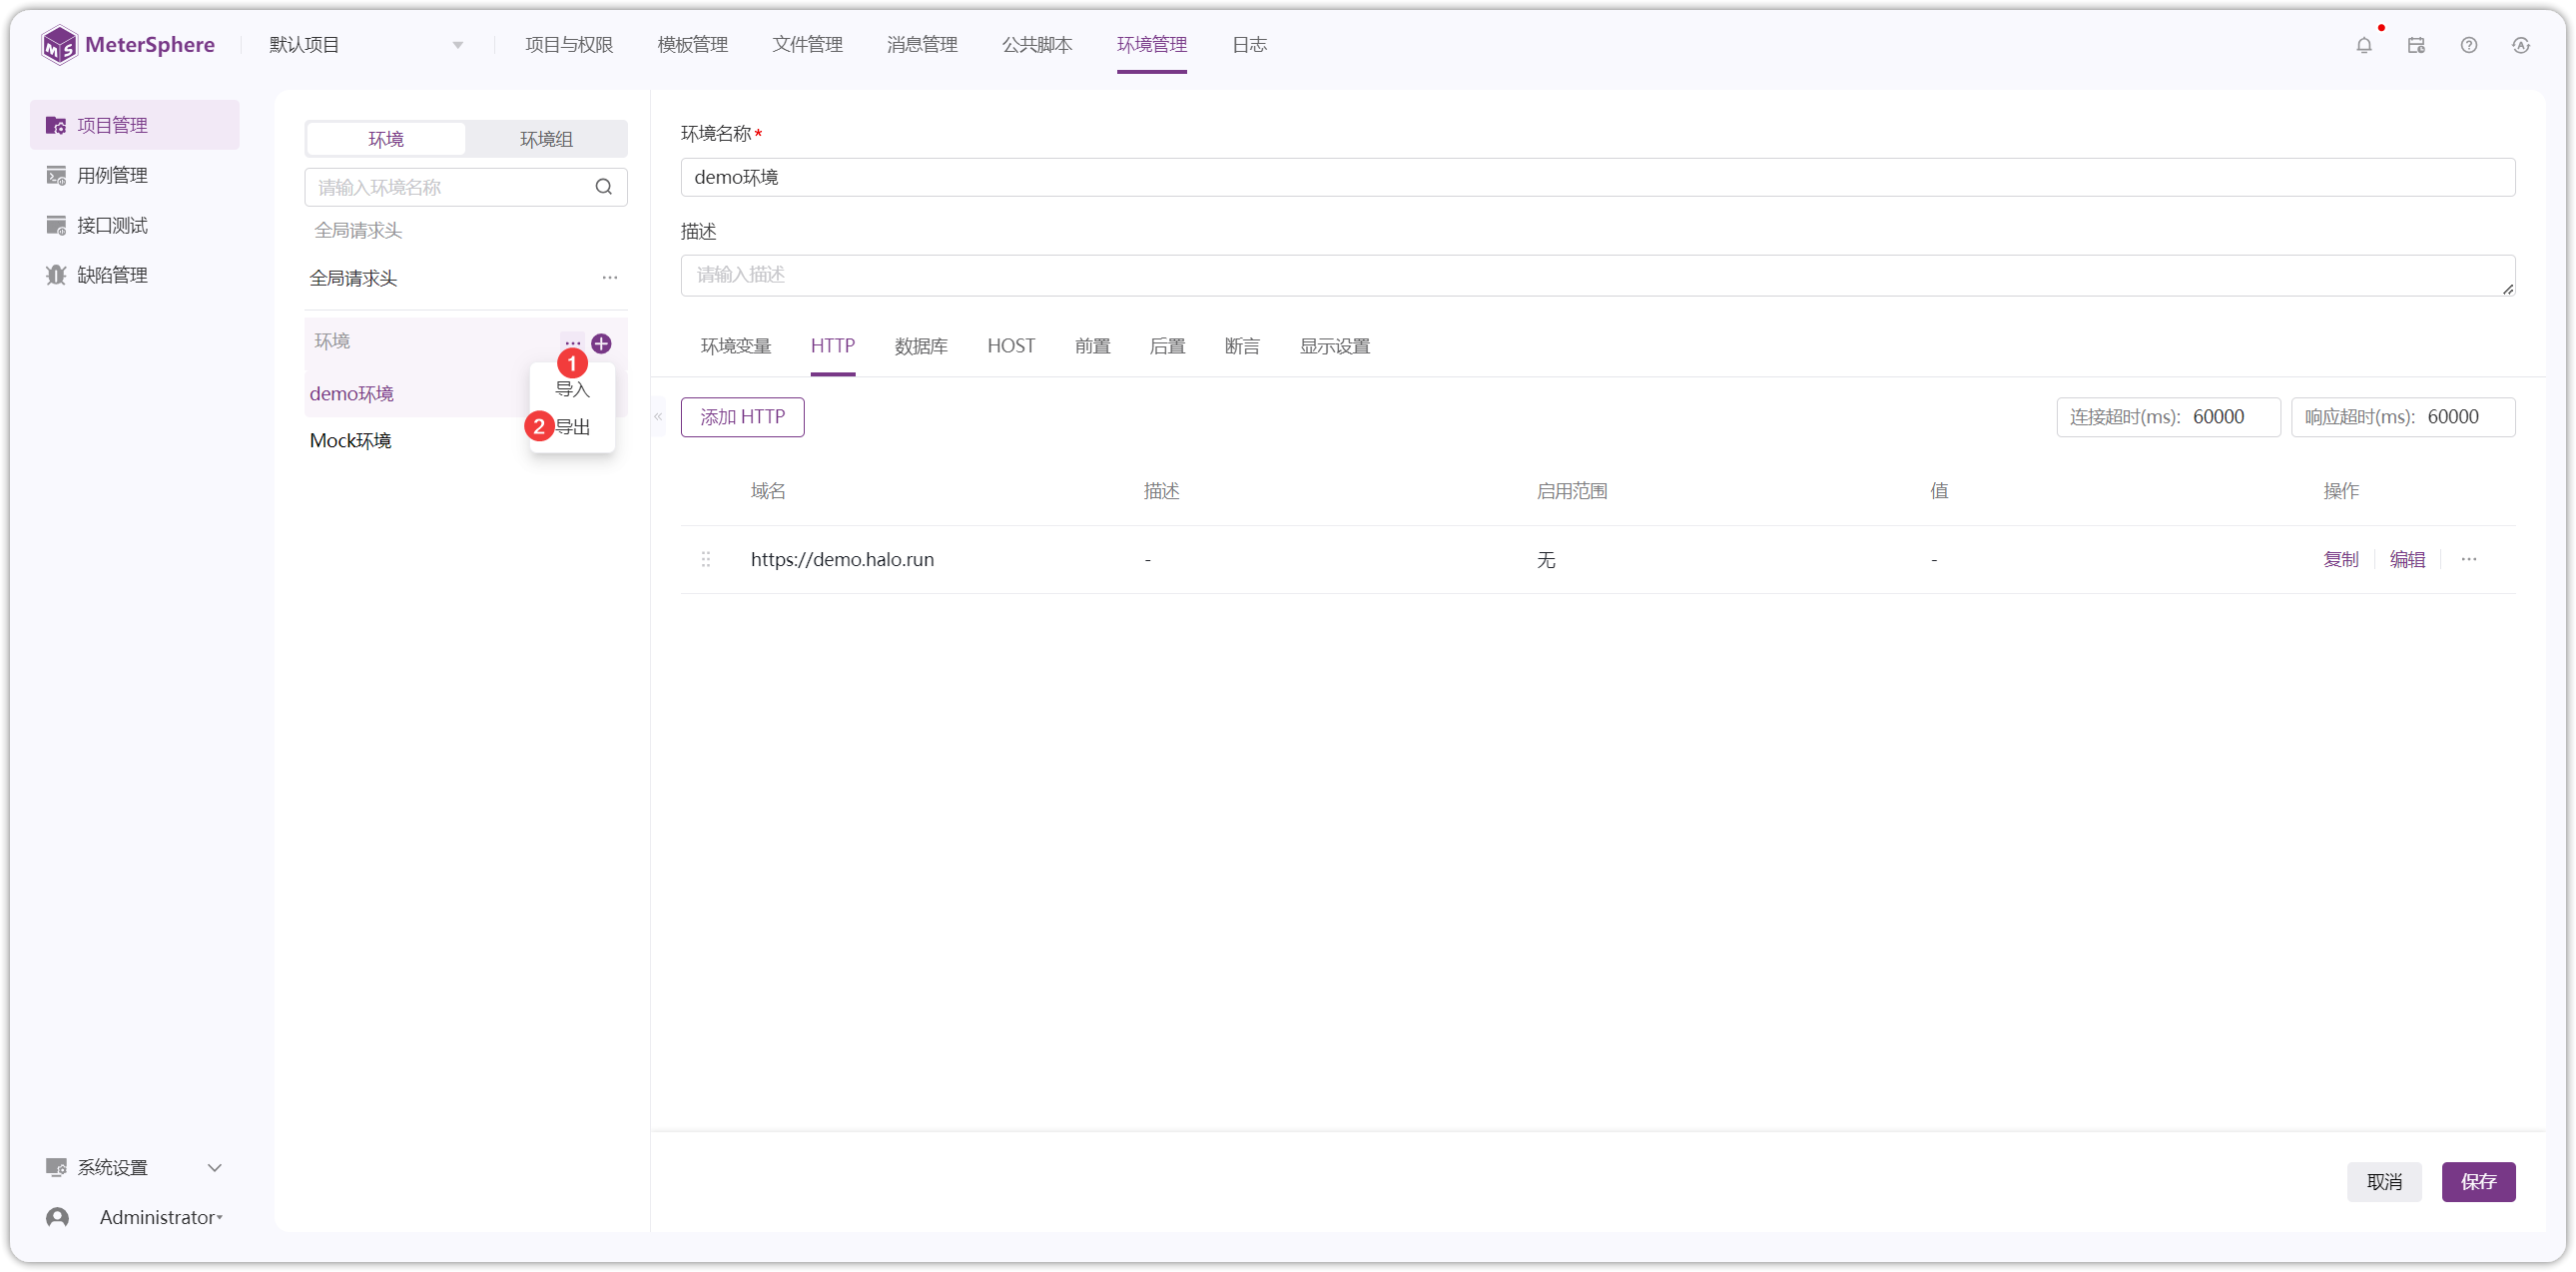 MS MeterSphere
默认项目
项目与权限 模板管理 文件管理 消息管理 公共脚本 环境管理 日志
项目管理
用例管理
接口测试
缺陷管理
系统设置
Administrator
环境 环境组
请输入环境名称
全局请求头
全局请求头
环境
1
导入
demo环境
2 导出
Mock环境
环境名称*
demo环境
描述
请输入描述
环境变量 HTTP 数据库 HOST 前置 后置 断言 显示设置
添加 HTTP 连接超时(ms): 60000 响应超时(ms): 60000
域名 描述 启用范围 值 操作
https://demo.halo.run - 无 - 复制 编辑 ...
取消 保存